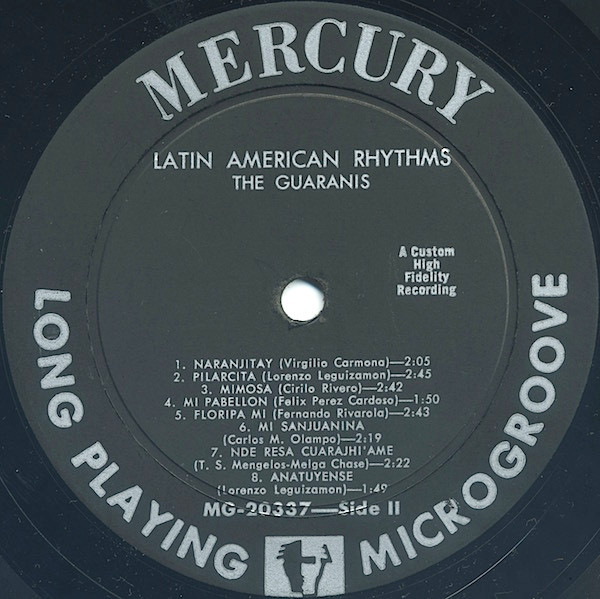 MERCURY
LATIN AMERICAN RHYTHMS
THE GUARANIS
A Custom
High
Fidelity
Recording
1. NARANJITAY (Virgilio Carmona)—2:05
2. PILARCITA (Lorenzo Leguizamon)—2:45
3. MIMOSA (Cirilo Rivero)—2:42
4. MI PABELLON (Felix Perez Cardoso)—1:50
5. FLORIPA MI (Fernando Rivarola)—2:43
6. MI SANJUANINA
(Carlos M. Olampo)—2:19
7. NDE RESA CUARAJHI'AME
(T. S. Mengelos-Melga Chase)—2:22
8. ANATUYENSE
(Lorenzo Leguizamon)—1:49
MG-20337—Side II
LONG PLAYING MICROGROOVE